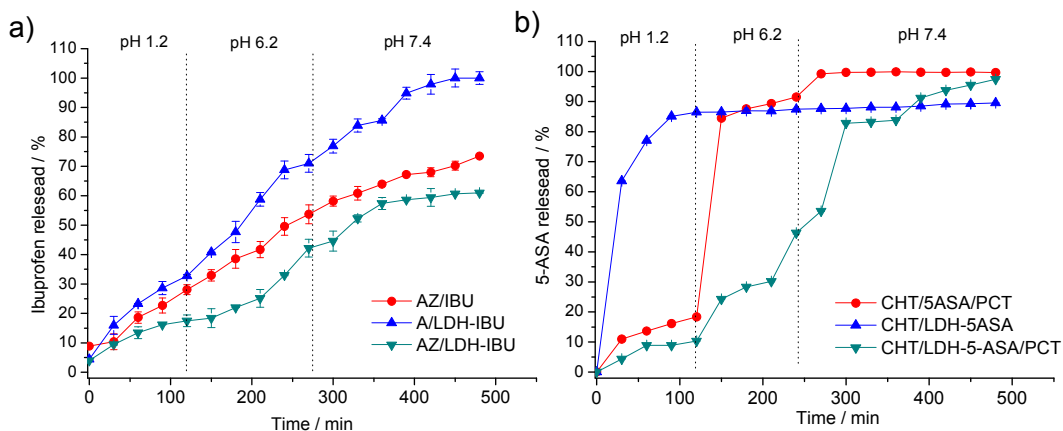 a)
pH 1.2 pH 6.2 pH 7.4
Ibuprofen relesead / %
110
100
90
80
70
60
50
40
30
20
10
0
AZ/IBU
A/LDH-IBU
AZ/LDH-IBU
0 100 200 300 400 500
Time / min
b)
pH 1.2 pH 6.2 pH 7.4
5-ASA relesead / %
110
100
90
80
70
60
50
40
30
20
10
0
CHT/5ASA/PCT
CHT/LDH-5ASA
CHT/LDH-5-ASA/PCT
0 100 200 300 400 500
Time / min